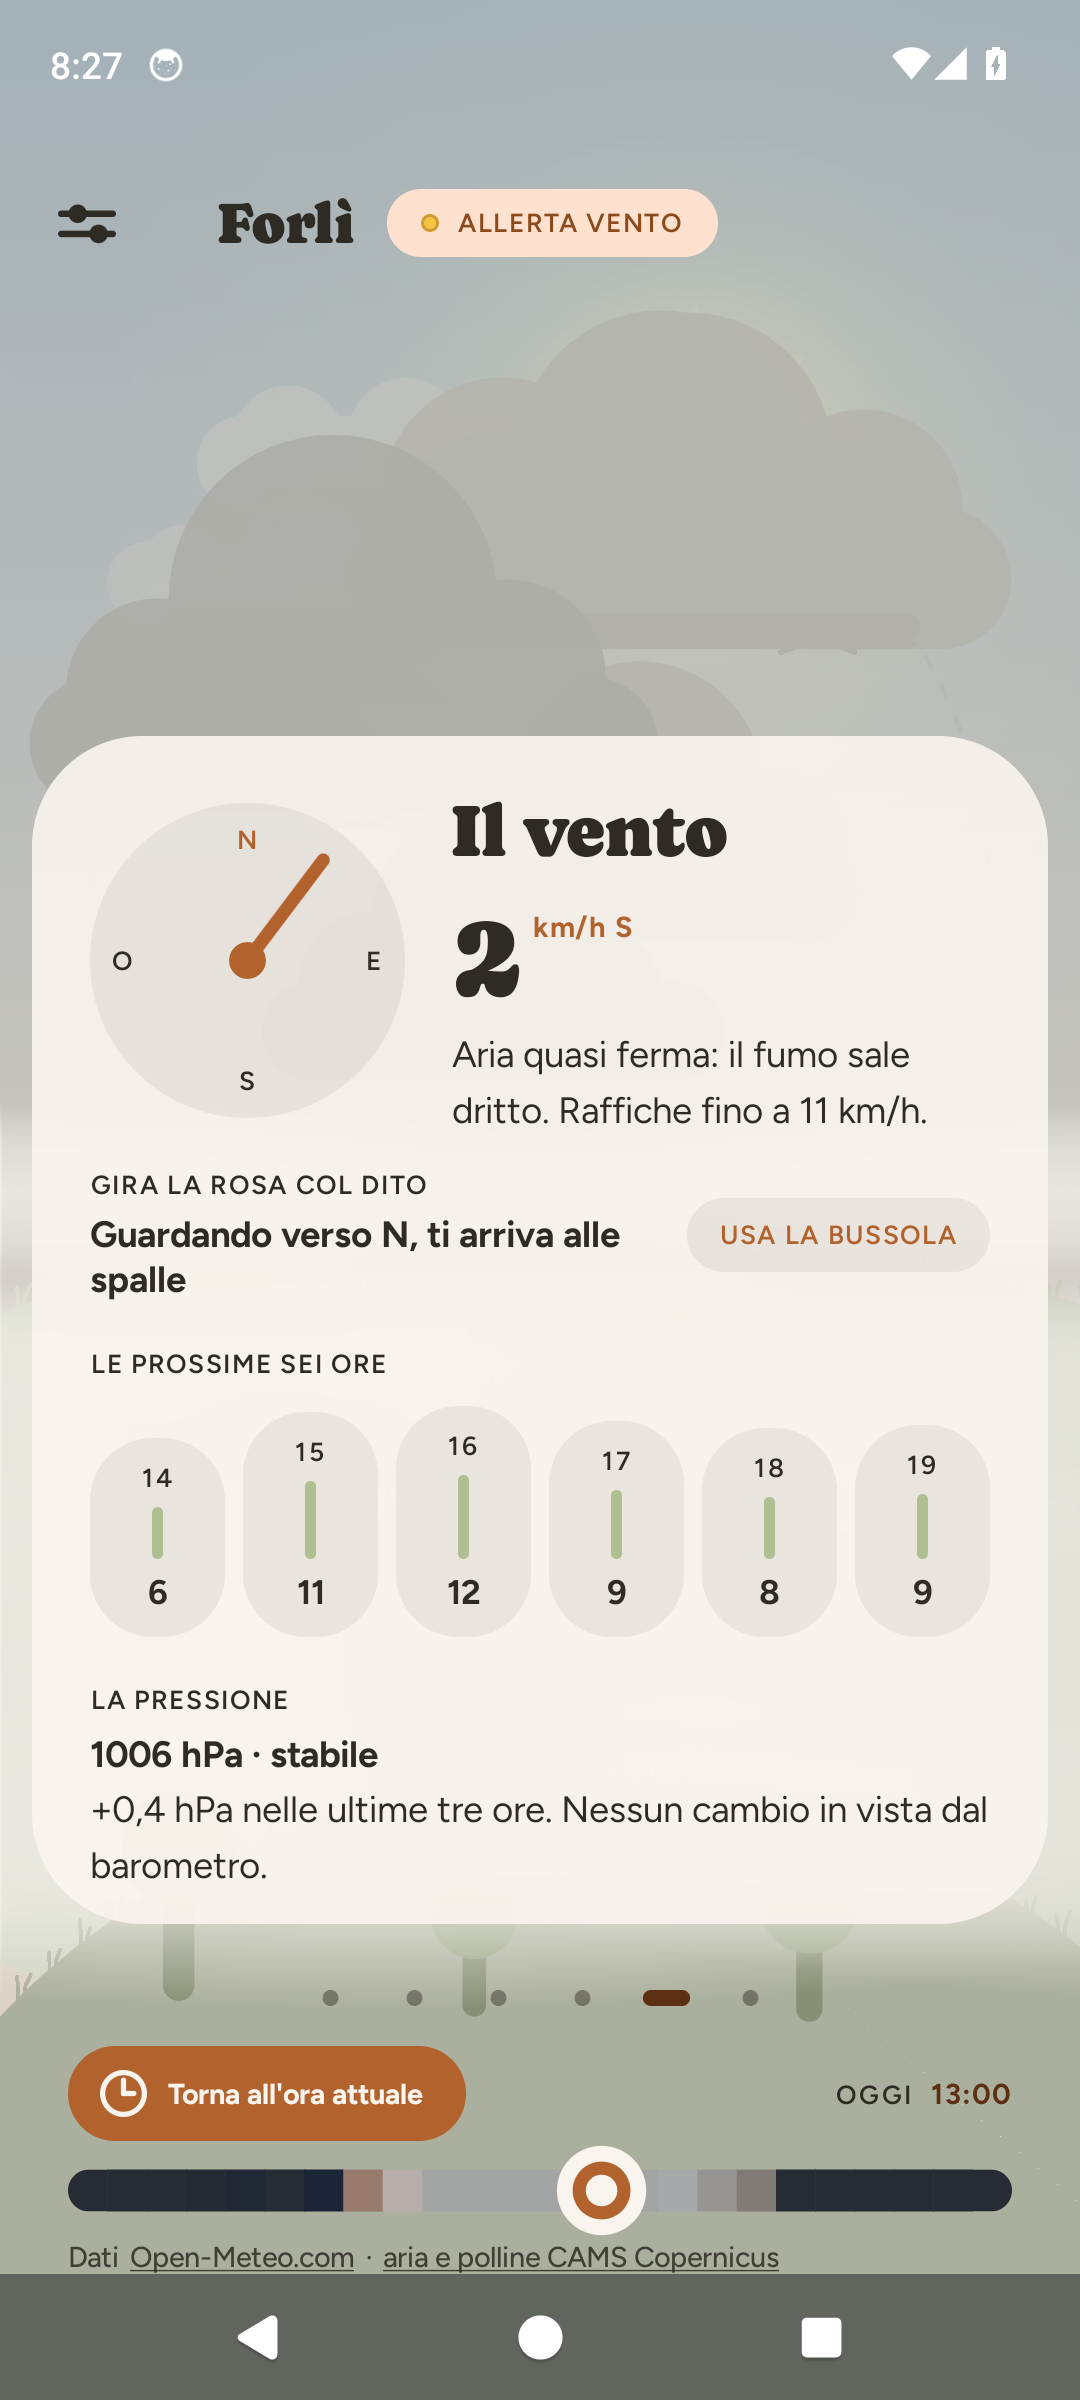 8:27
Forlì
ALLERTA VENTO
N
O
E
S
Il vento
2 km/h S
Aria quasi ferma: il fumo sale
dritto. Raffiche fino a 11 km/h.
GIRA LA ROSA COL DITO
Guardando verso N, ti arriva alle
spalle
USA LA BUSSOLA
LE PROSSIME SEI ORE
14 15 16 17 18 19
6 11 12 9 8 9
LA PRESSIONE
1006 hPa · stabile
+0,4 hPa nelle ultime tre ore. Nessun cambio in vista dal
barometro.
Torna all'ora attuale
OGGI 13:00
Dati Open-Meteo.com · aria e polline CAMS Copernicus